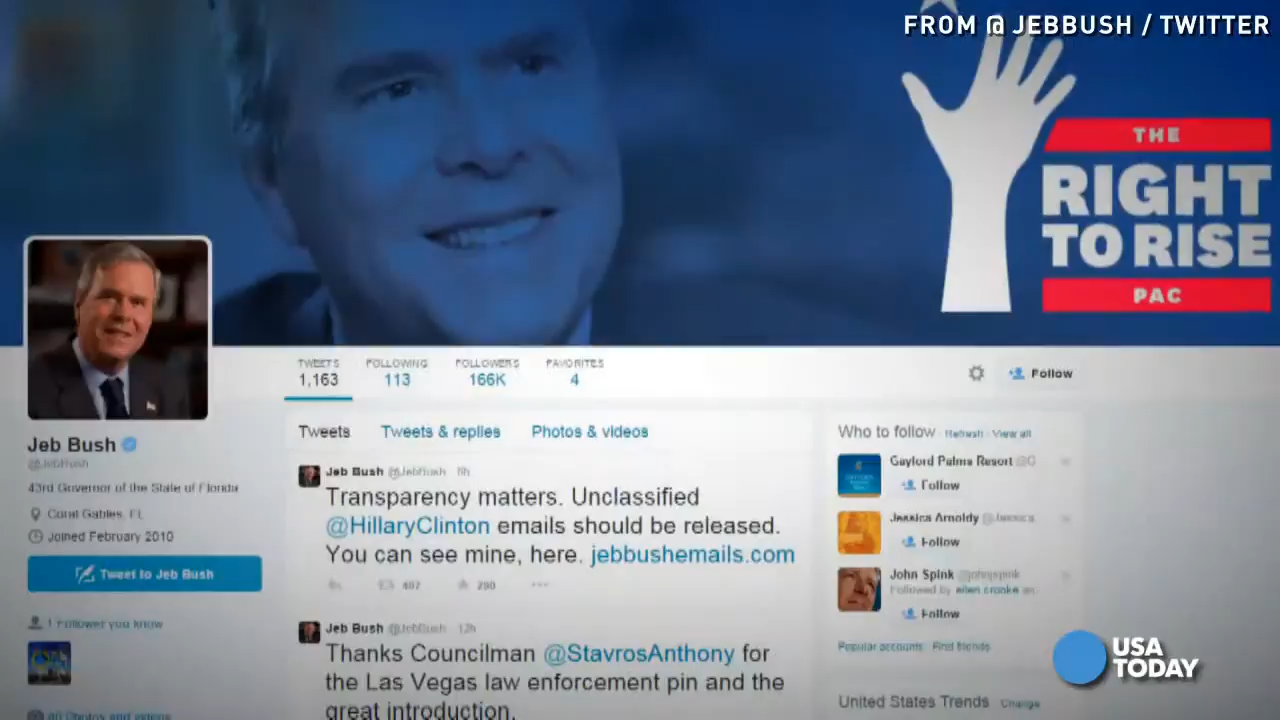 FROM @JEBBUSH / TWITTER
THE
RIGHT
TO RISE
PAC
TWEETS
1,163
FOLLOWING
113
FOLLOWERS
166K
FAVORITES
4
Follow
Jeb Bush
@JebBush
43rd Governor of the State of Florida
Coral Gables, FL
Joined February 2010
Tweet to Jeb Bush
1 Follower you know
Tweets Tweets & replies Photos & videos
Jeb Bush @JebBush 8h
Transparency matters. Unclassified
@HillaryClinton emails should be released.
You can see mine, here. jebbushemails.com
290
Jeb Bush @JebBush 12h
Thanks Councilman @StavrosAnthony for
the Las Vegas law enforcement pin and the
great introduction.
Who to follow · Refresh · View all
Gaylord Palms Resort @G
Follow
Jessica Arnoldy @Jessica
Follow
John Spink @johnjspink
Followed by
Follow
Popular accounts · Find friends
United States Trends · Change
USA
TODAY